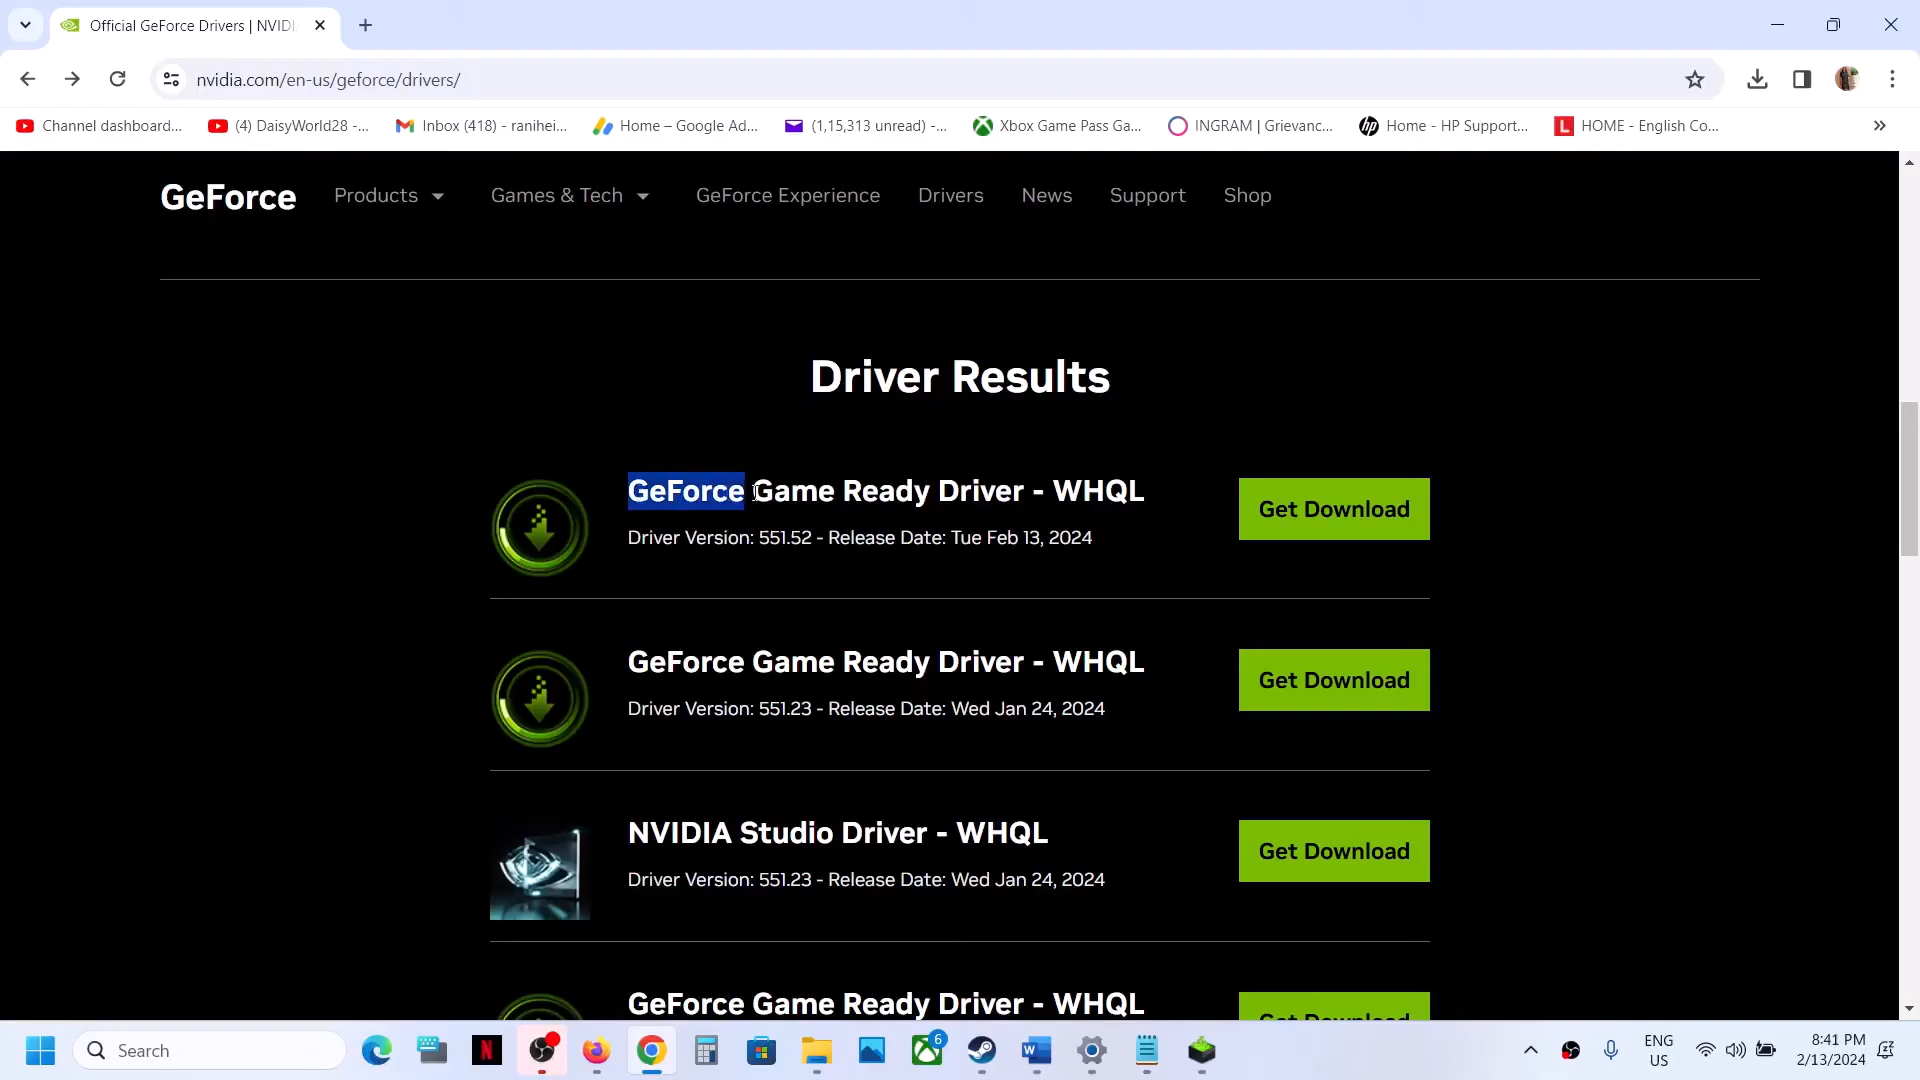 Official GeForce Drivers | NVIDI
nvidia.com/en-us/geforce/drivers/
Channel dashboard...
(4) DaisyWorld28 -...
Inbox (418) - ranihei...
Home – Google Ad...
(1,15,313 unread) -...
Xbox Game Pass Ga...
INGRAM | Grievanc...
Home - HP Support...
HOME - English Co...
GeForce
Products
Games & Tech
GeForce Experience
Drivers
News
Support
Shop
Driver Results
GeForce Game Ready Driver - WHQL
Driver Version: 551.52 - Release Date: Tue Feb 13, 2024
Get Download
GeForce Game Ready Driver - WHQL
Driver Version: 551.23 - Release Date: Wed Jan 24, 2024
Get Download
NVIDIA Studio Driver - WHQL
Driver Version: 551.23 - Release Date: Wed Jan 24, 2024
Get Download
GeForce Game Ready Driver - WHQL
Get Download
Search
6
ENG
US
8:41 PM
2/13/2024